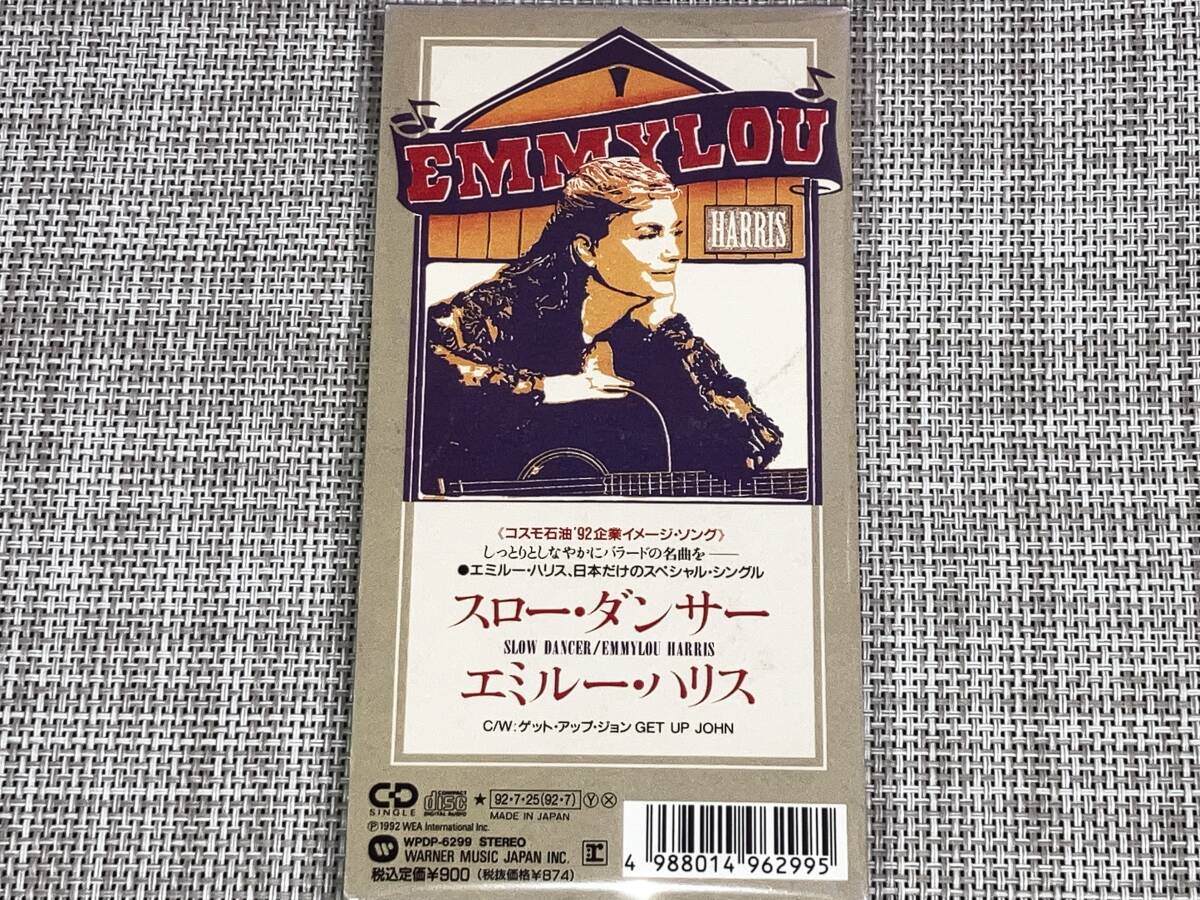 EMMYLOU
HARRIS
《コスモ石油'92企業イメージ・ソング》
しっとりとしなやかにバラードの名曲を——
●エミルー・ハリス、日本だけのスペシャル・シングル
スロー・ダンサー
SLOW DANCER/EMMYLOU HARRIS
エミルー・ハリス
C/W:ゲット・アップ・ジョン GET UP JOHN
CD SINGLE
COMPACT disc DIGITAL AUDIO
★ 92・7・25(92・7) Ⓨ Ⓧ
MADE IN JAPAN
Ⓟ1992 WEA International Inc.
WPDP-6299 STEREO
WARNER MUSIC JAPAN INC.
r
税込定価¥900 (税抜価格¥874)
4 988014 962995